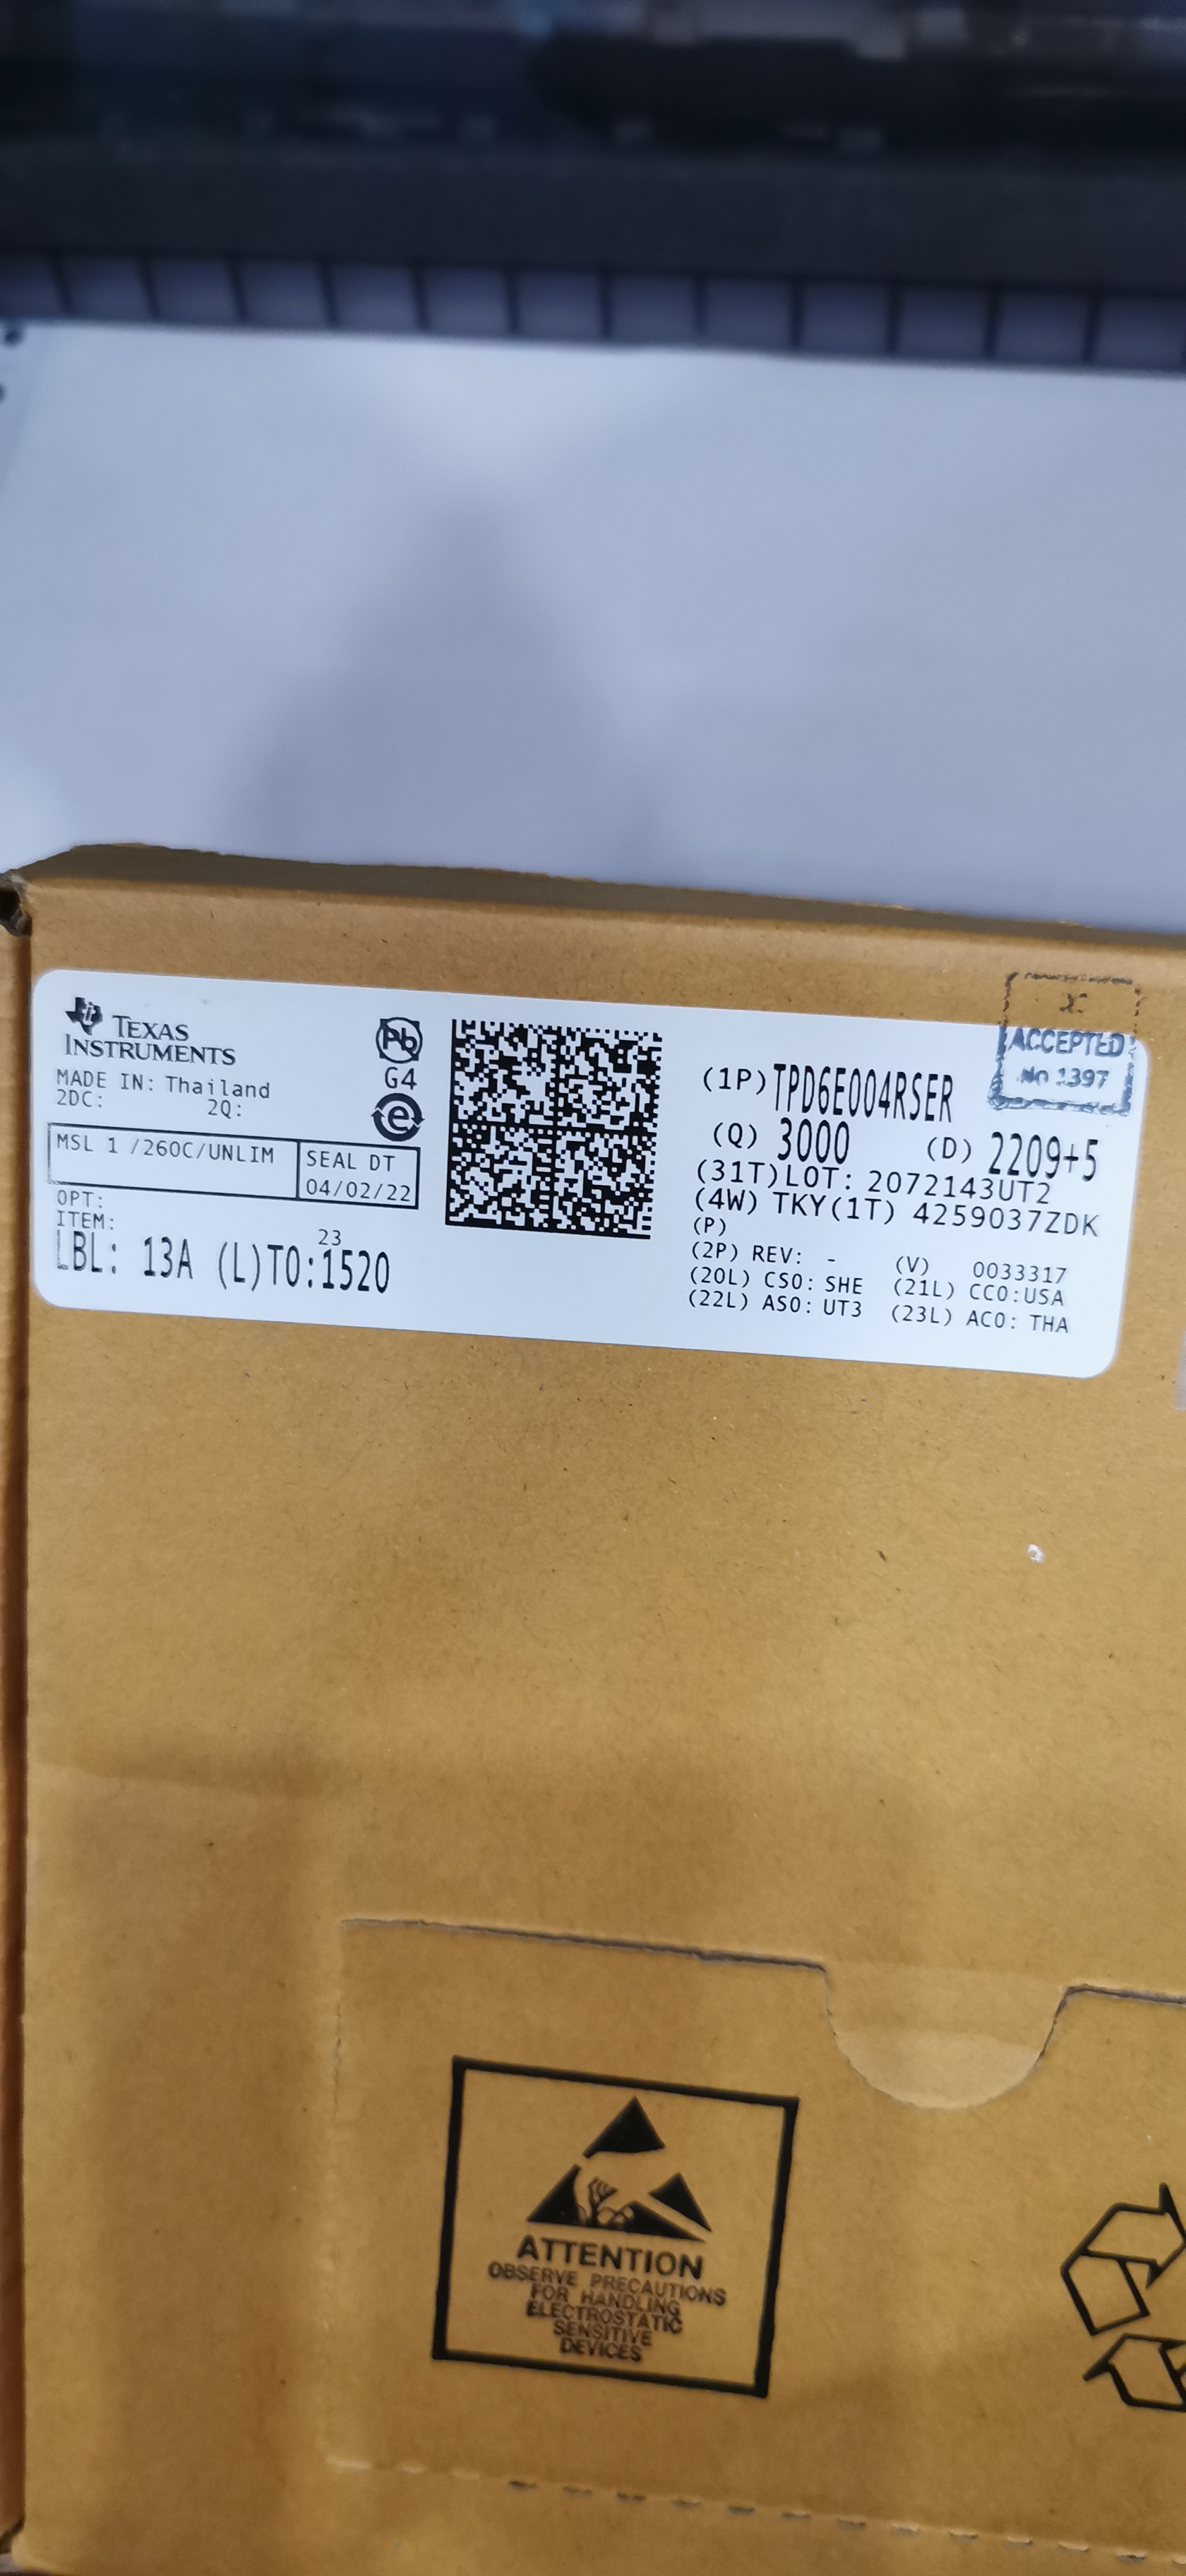 TEXAS
INSTRUMENTS
MADE IN: Thailand
2DC: 2Q:
MSL 1 /260C/UNLIM
SEAL DT
04/02/22
OPT:
ITEM:
23
LBL: 13A (L)TO:1520
Pb
G4
e
(1P)TPD6E004RSER
(Q) 3000 (D) 2209+5
(31T)LOT: 2072143UT2
(4W) TKY(1T) 4259037ZDK
(P)
(2P) REV: - (V) 0033317
(20L) CSO: SHE (21L) CCO:USA
(22L) ASO: UT3 (23L) ACO: THA
ACCEPTED
No 1397
ATTENTION
OBSERVE PRECAUTIONS
FOR HANDLING
ELECTROSTATIC
SENSITIVE
DEVICES